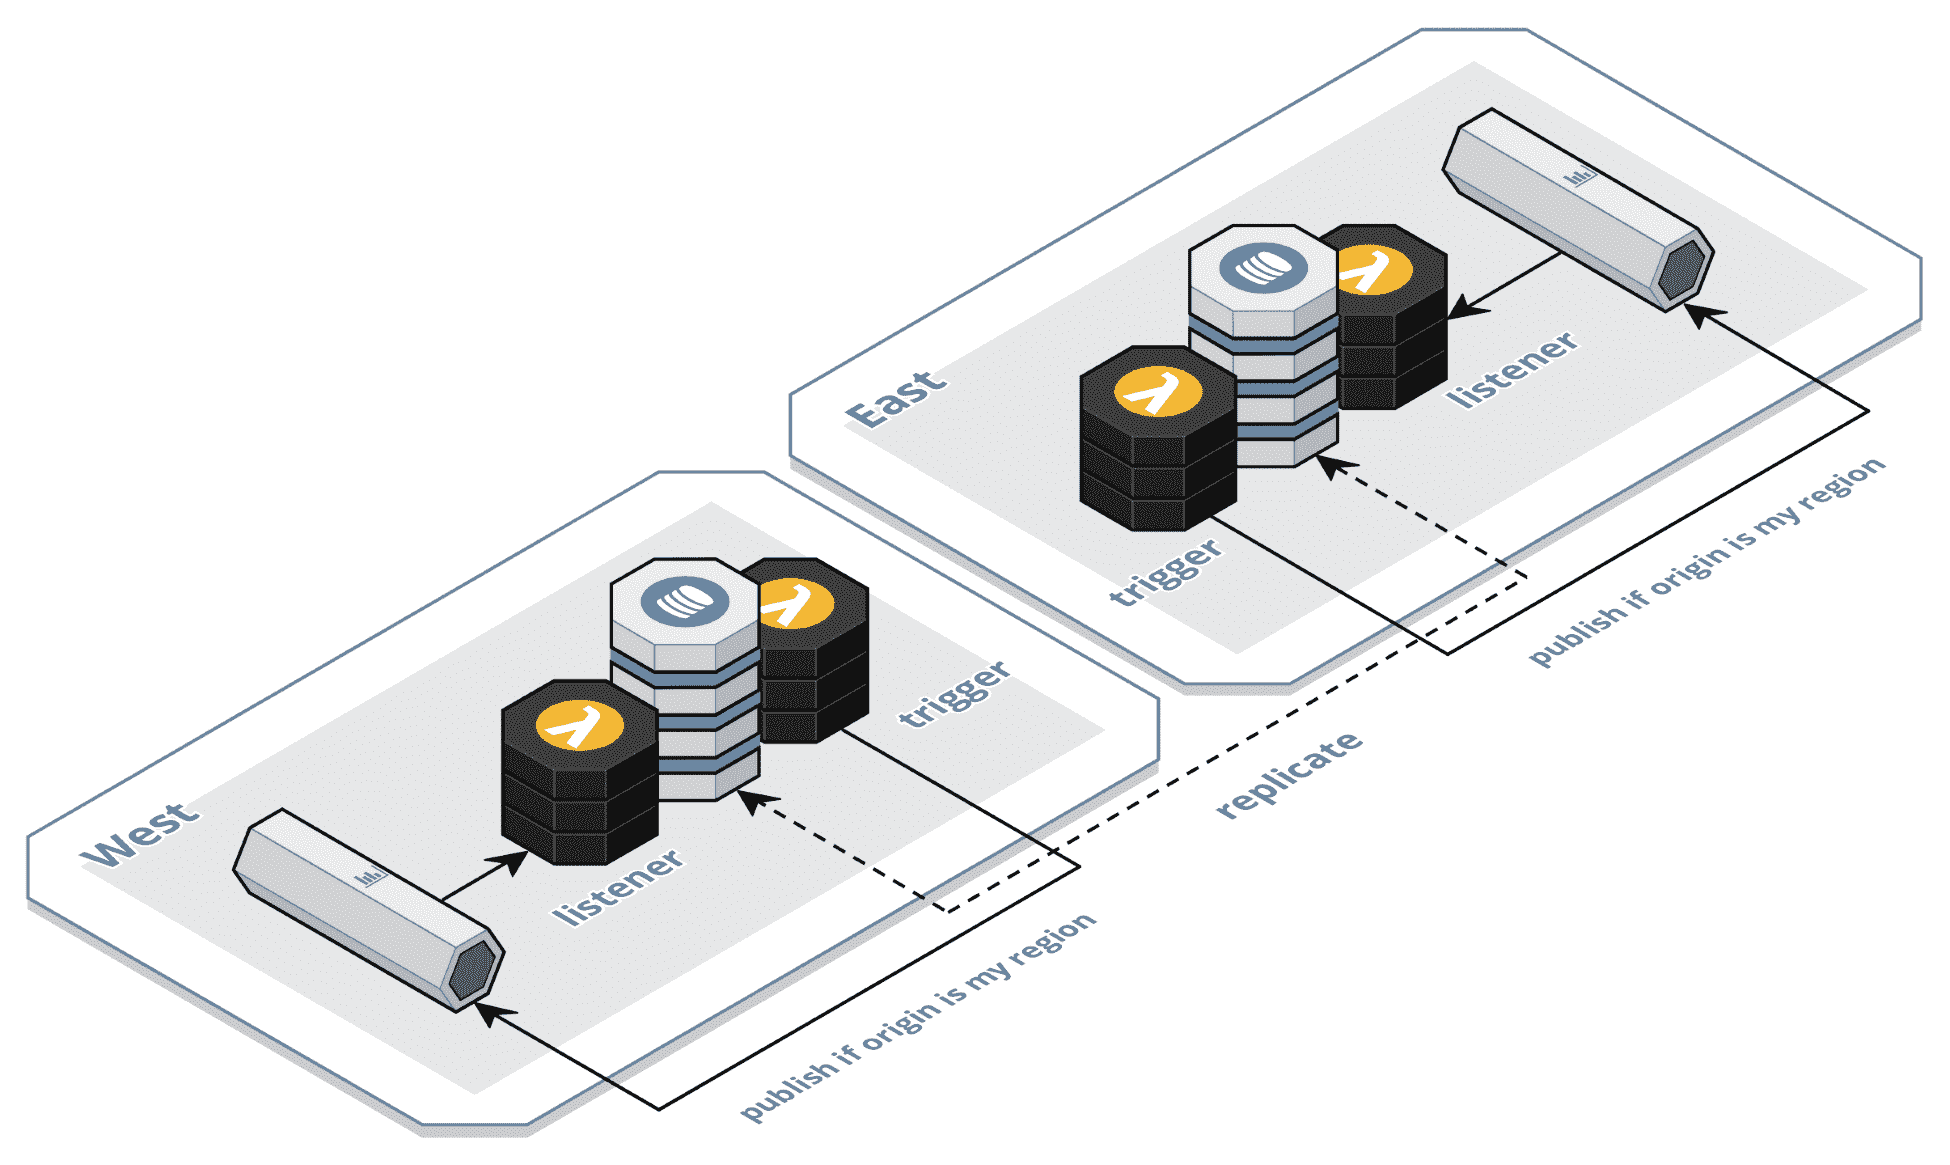 East
listener
trigger
publish if origin is my region
West
trigger
listener
replicate
publish if origin is my region